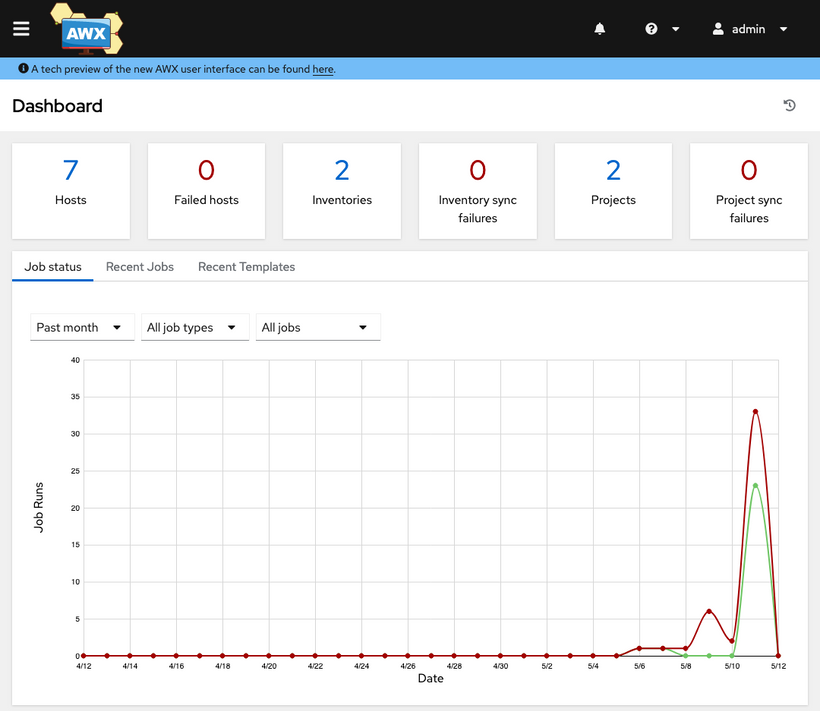 AWX
admin
A tech preview of the new AWX user interface can be found here.
Dashboard
7
Hosts
0
Failed hosts
2
Inventories
0
Inventory sync
failures
2
Projects
0
Project sync
failures
Job status
Recent Jobs
Recent Templates
Past month
All job types
All jobs
40
35
30
25
20
15
10
5
0
Job Runs
4/12
4/14
4/16
4/18
4/20
4/22
4/24
4/26
4/28
4/30
5/2
5/4
5/6
5/8
5/10
5/12
Date